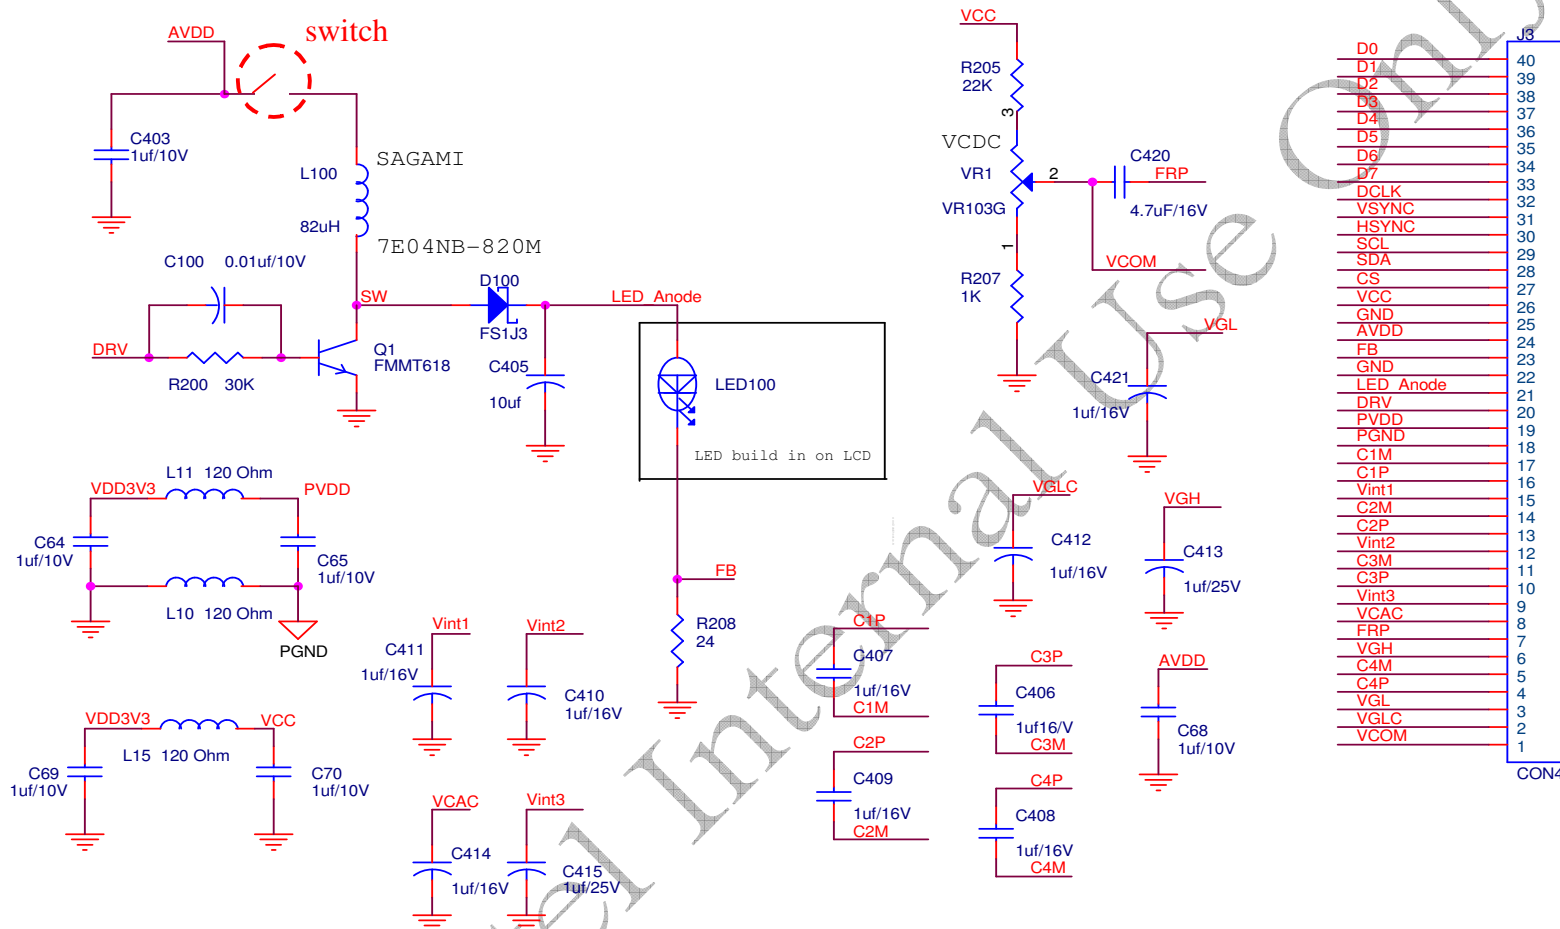 switch
AVDD
C403
1uf/10V
L100
82uH
SAGAMI
7E04NB-820M
C100 0.01uf/10V
DRV
R200 30K
SW
Q1
FMMT618
D100
FS1J3
LED_Anode
C405
10uf
LED100
LED build in on LCD
FB
R208
24
VCC
R205
22K
3
VCDC
VR1
VR103G
2
1
C420
FRP
4.7uF/16V
VCOM
R207
1K
VGL
C421
1uf/16V
VDD3V3
L11 120 Ohm
PVDD
C64
1uf/10V
C65
1uf/10V
L10 120 Ohm
PGND
VDD3V3
VCC
L15 120 Ohm
C69
1uf/10V
C70
1uf/10V
Vint1
C411
1uf/16V
Vint2
C410
1uf/16V
VCAC
C414
1uf/16V
Vint3
C415
1uf/25V
VGLC
C412
1uf/16V
VGH
C413
1uf/25V
C1P
C407
1uf/16V
C1M
C2P
C409
1uf/16V
C2M
C3P
C406
1uf16/V
C3M
C4P
C408
1uf/16V
C4M
AVDD
C68
1uf/10V
J3
D0 40
D1 39
D2 38
D3 37
D4 36
D5 35
D6 34
D7 33
DCLK 32
VSYNC 31
HSYNC 30
SCL 29
SDA 28
CS 27
VCC 26
GND 25
AVDD 24
FB 23
GND 22
LED_Anode 21
DRV 20
PVDD 19
PGND 18
C1M 17
C1P 16
Vint1 15
C2M 14
C2P 13
Vint2 12
C3M 11
C3P 10
Vint3 9
VCAC 8
FRP 7
VGH 6
C4M 5
C4P 4
VGL 3
VGLC 2
VCOM 1
CON4
Internal Use Only